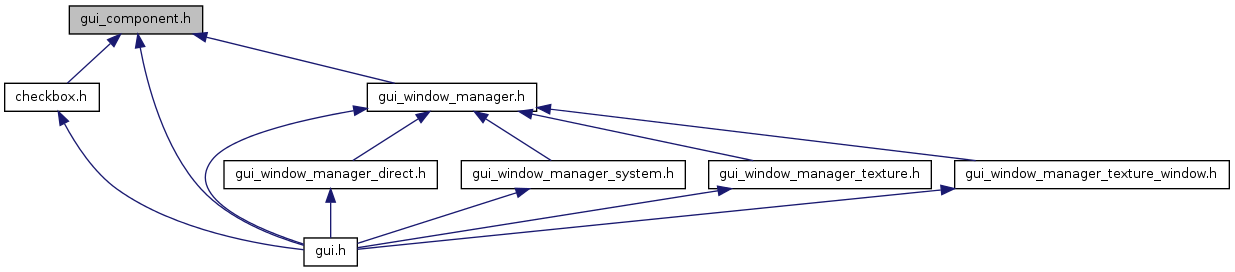 gui_component.h
checkbox.h
gui_window_manager.h
gui_window_manager_direct.h
gui_window_manager_system.h
gui_window_manager_texture.h
gui_window_manager_texture_window.h
gui.h